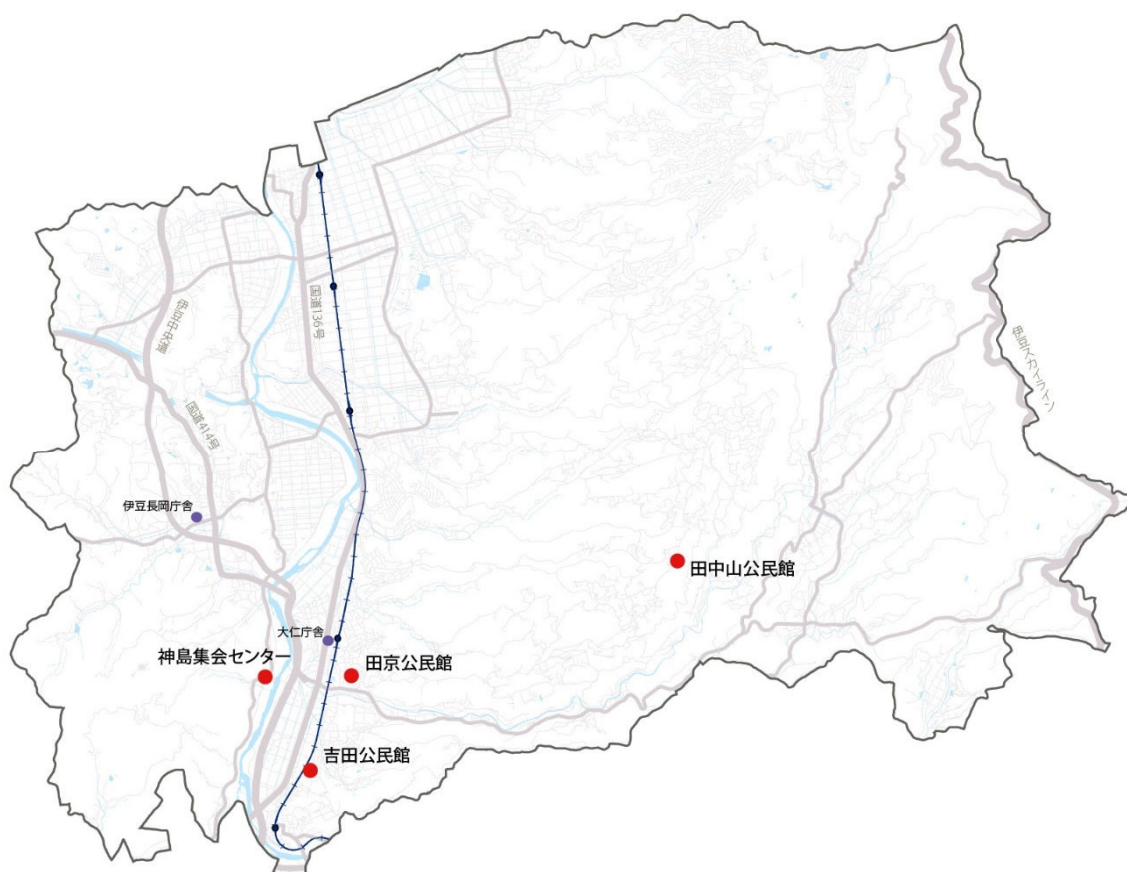 国道136号
伊豆中央道
伊豆スカイライン
国道414号
伊豆長岡庁舎
田中山公民館
大仁庁舎
神島集会センター
田京公民館
吉田公民館